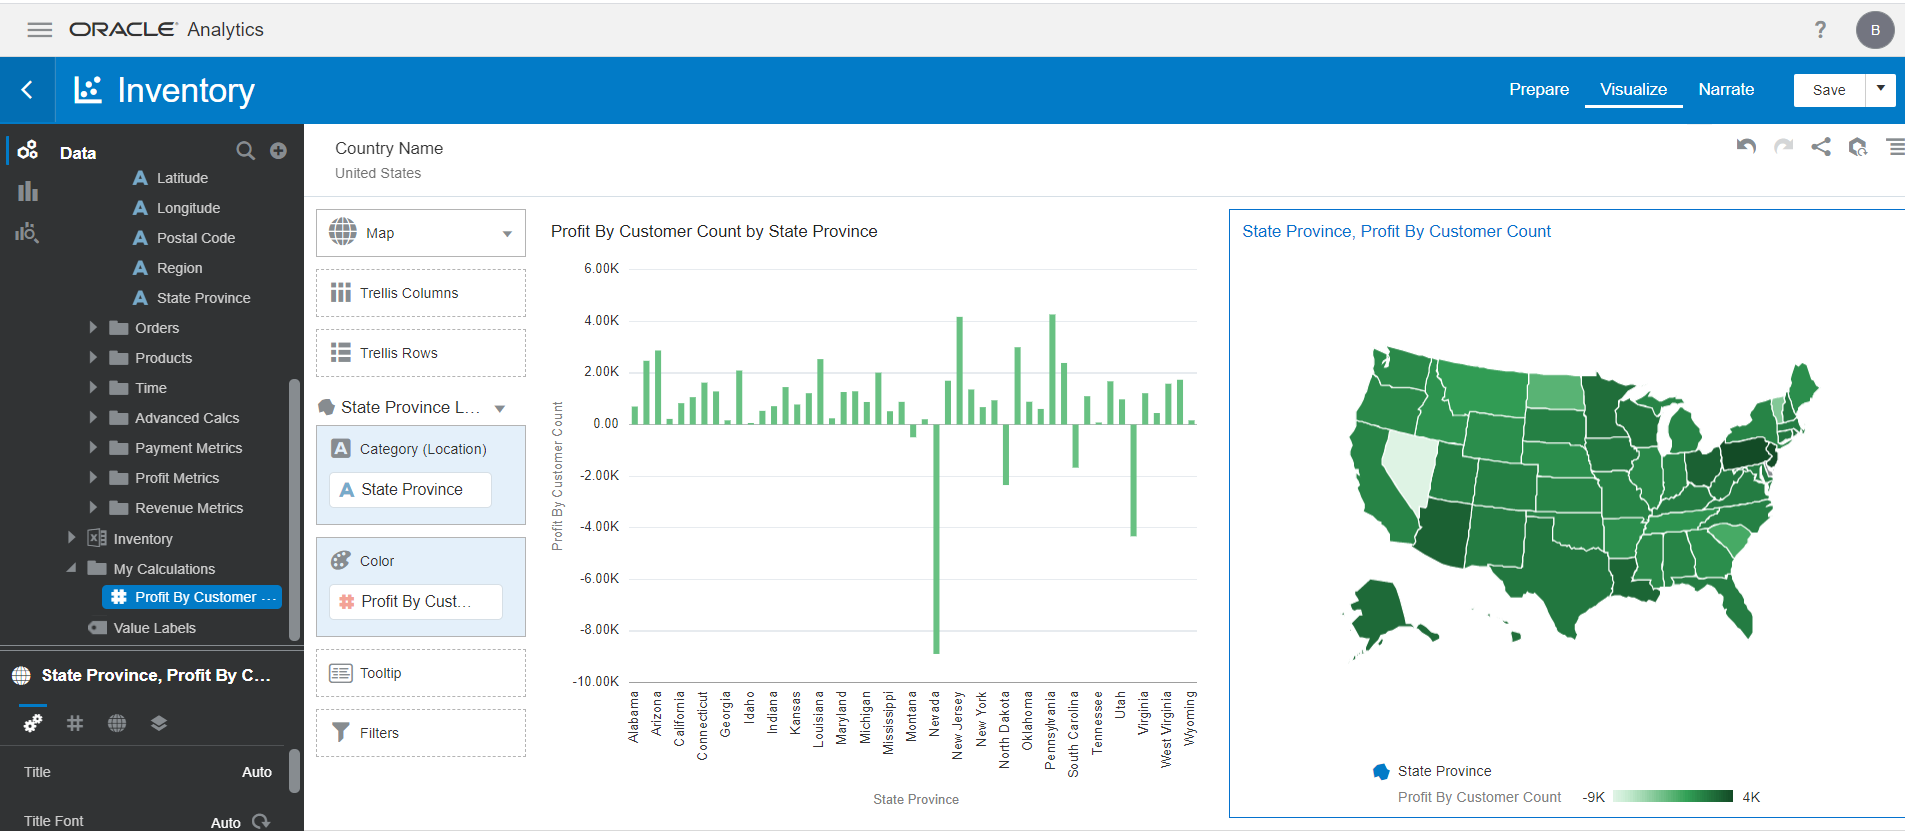 ORACLE Analytics
?
B
Inventory
Prepare
Visualize
Narrate
Save
Data
Latitude
Longitude
Postal Code
Region
State Province
Orders
Products
Time
Advanced Calcs
Payment Metrics
Profit Metrics
Revenue Metrics
Inventory
My Calculations
Profit By Customer ...
Value Labels
State Province, Profit By C...
Title
Auto
Title Font
Auto
Country Name
United States
Map
Trellis Columns
Trellis Rows
State Province L...
Category (Location)
State Province
Color
Profit By Cust...
Tooltip
Filters
Profit By Customer Count by State Province
Profit By Customer Count
6.00K
4.00K
2.00K
0.00
-2.00K
-4.00K
-6.00K
-8.00K
-10.00K
Alabama
Arizona
California
Connecticut
Georgia
Idaho
Indiana
Kansas
Louisiana
Maryland
Michigan
Mississippi
Montana
Nevada
New Jersey
New York
North Dakota
Oklahoma
Pennsylvania
South Carolina
Tennessee
Utah
Virginia
West Virginia
Wyoming
State Province
State Province, Profit By Customer Count
State Province
Profit By Customer Count
-9K
4K